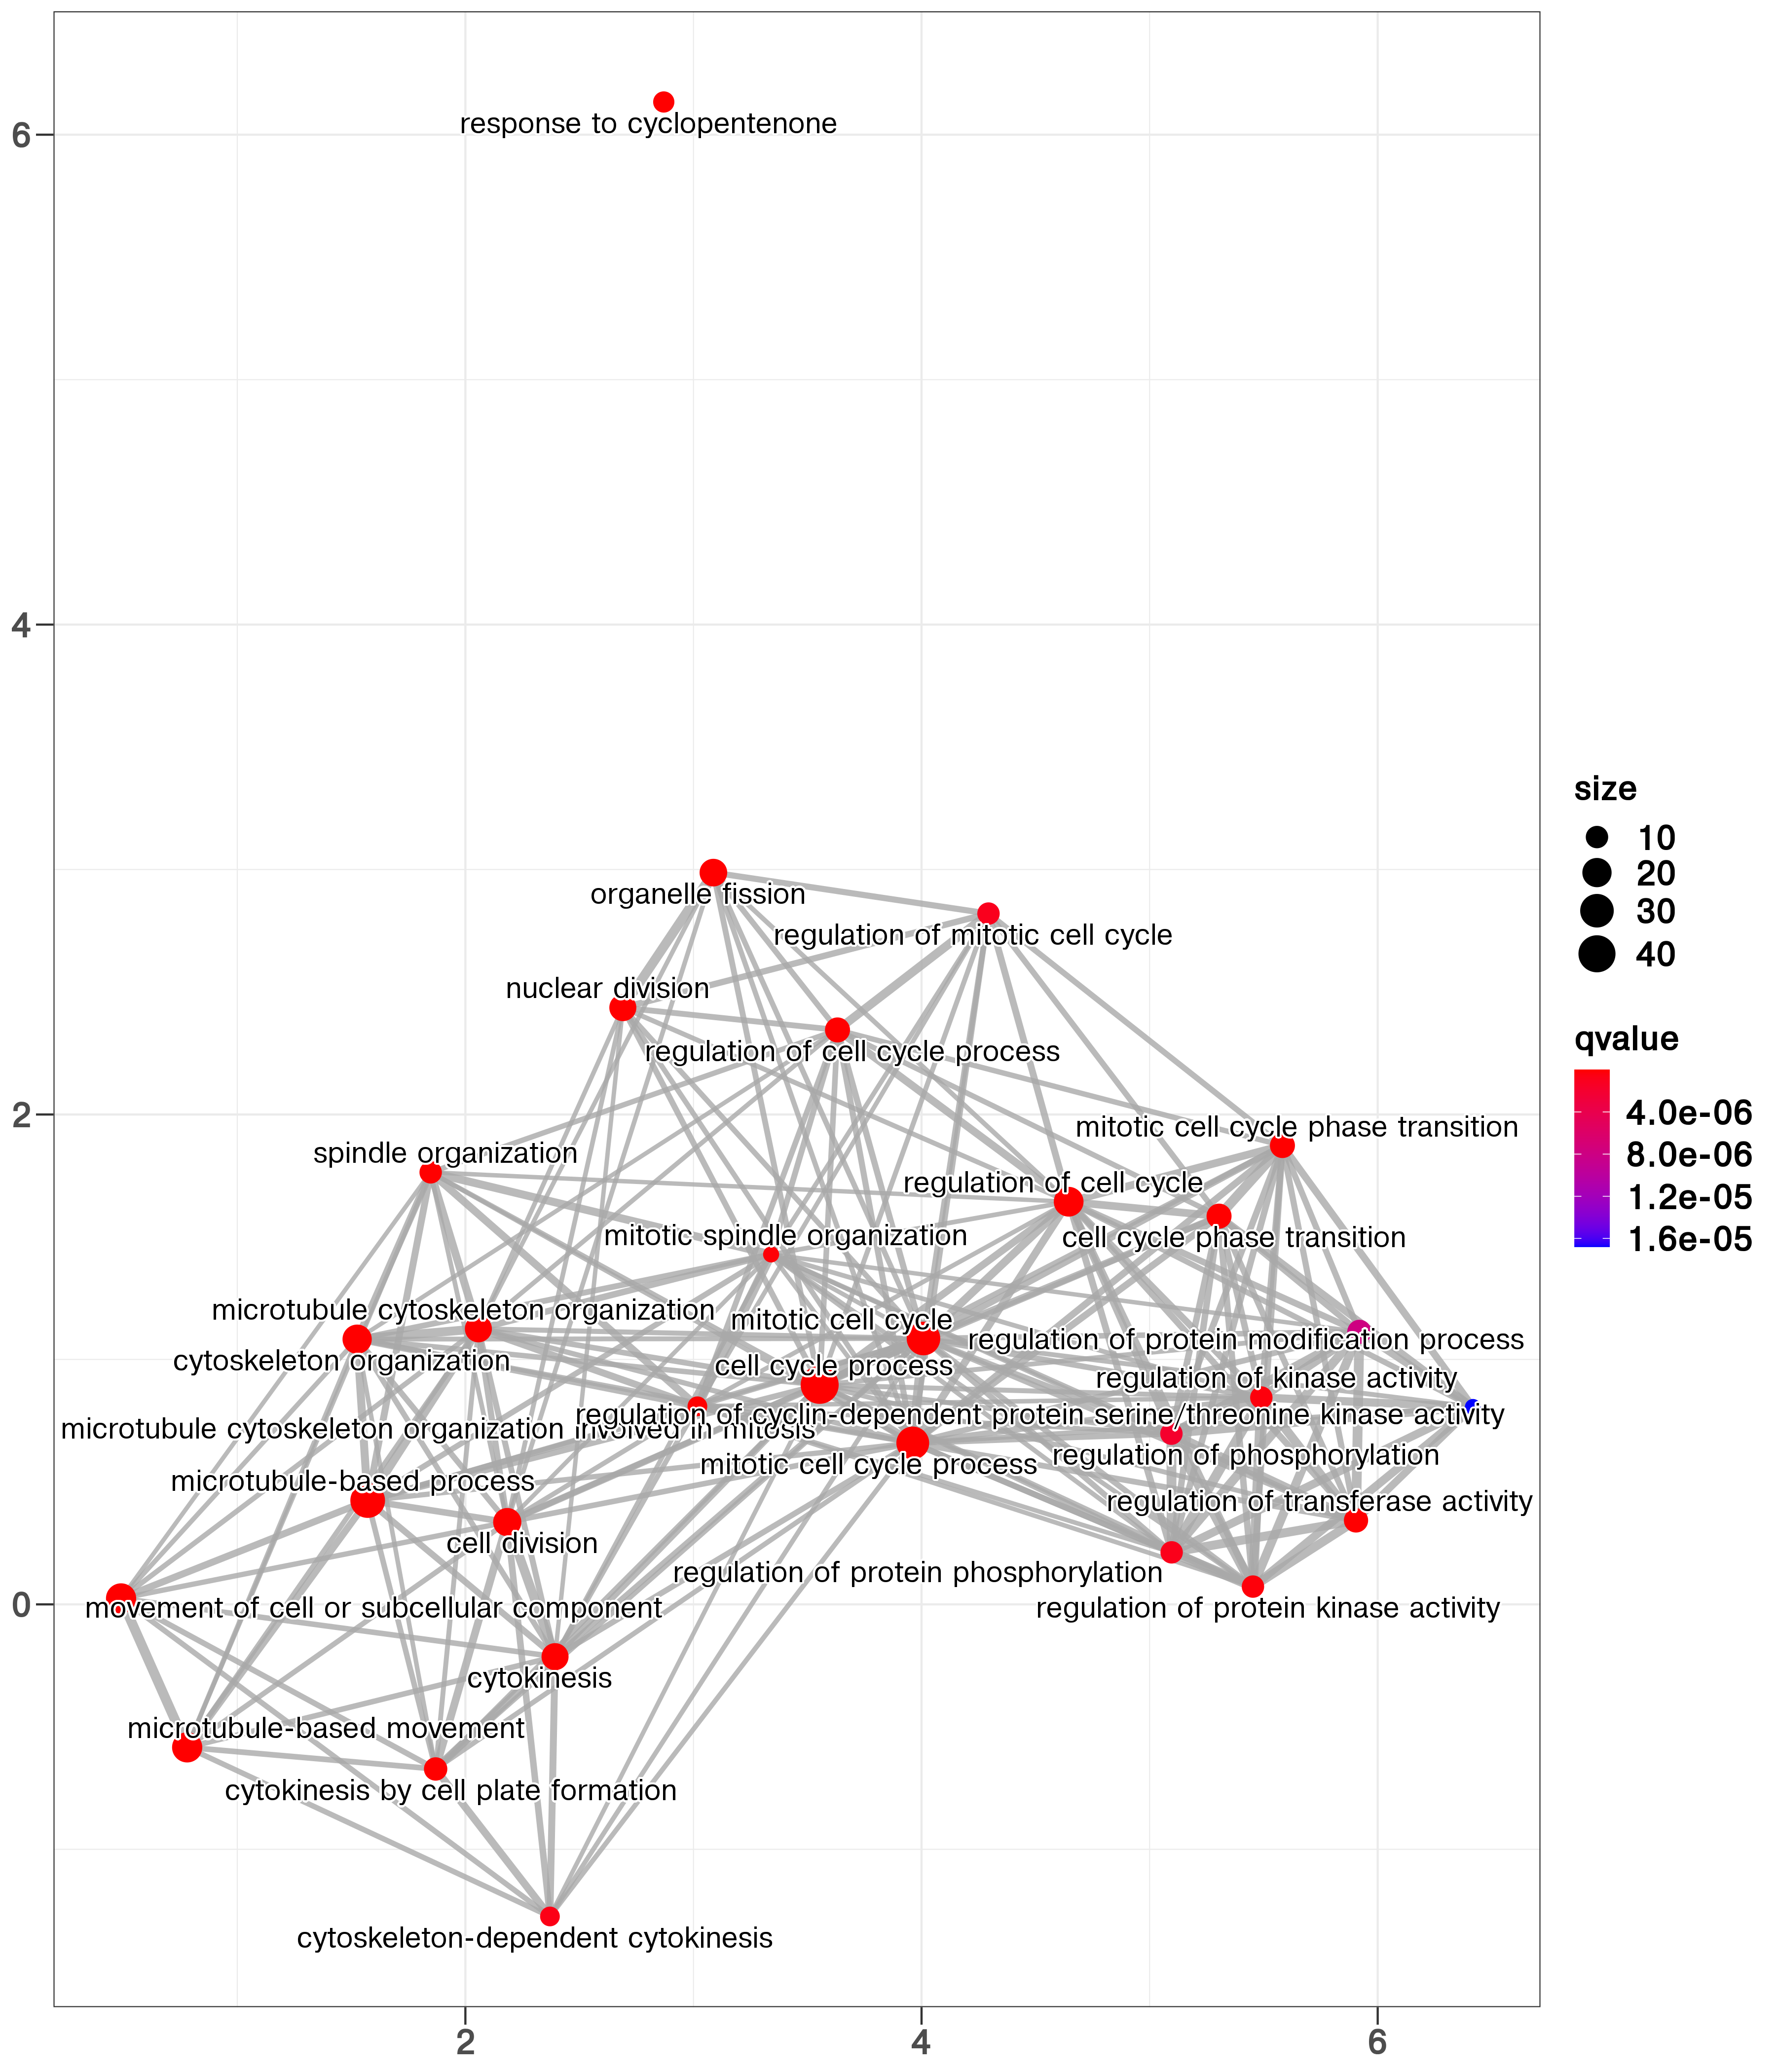 response to cyclopentenone
organelle fission
regulation of mitotic cell cycle
nuclear division
regulation of cell cycle process
mitotic cell cycle phase transition
spindle organization
regulation of cell cycle
mitotic spindle organization
cell cycle phase transition
microtubule cytoskeleton organization
mitotic cell cycle
regulation of protein modification process
cytoskeleton organization
cell cycle process
regulation of kinase activity
regulation of cyclin-dependent protein serine/threonine kinase activity
microtubule cytoskeleton organization involved in mitosis
regulation of phosphorylation
mitotic cell cycle process
microtubule-based process
regulation of transferase activity
cell division
regulation of protein phosphorylation
movement of cell or subcellular component
regulation of protein kinase activity
cytokinesis
microtubule-based movement
cytokinesis by cell plate formation
cytoskeleton-dependent cytokinesis
6
4
2
0
2
4
6
size
10
20
30
40
qvalue
4.0e-06
8.0e-06
1.2e-05
1.6e-05